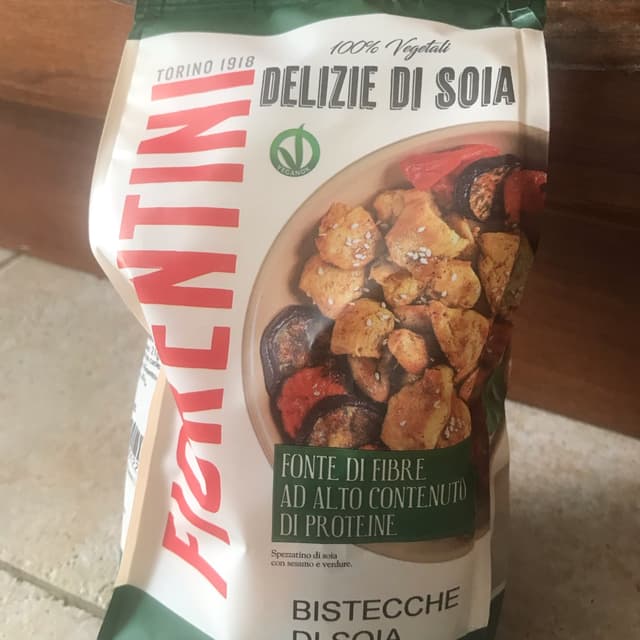 100% Vegetali
TORINO 1918
DELIZIE DI SOIA
FIORENTINI
VEGANOK
FONTE DI FIBRE
AD ALTO CONTENUTO
DI PROTEINE
Spezzatino di soia
con sesamo e verdure.
BISTECCHE
DI SOIA